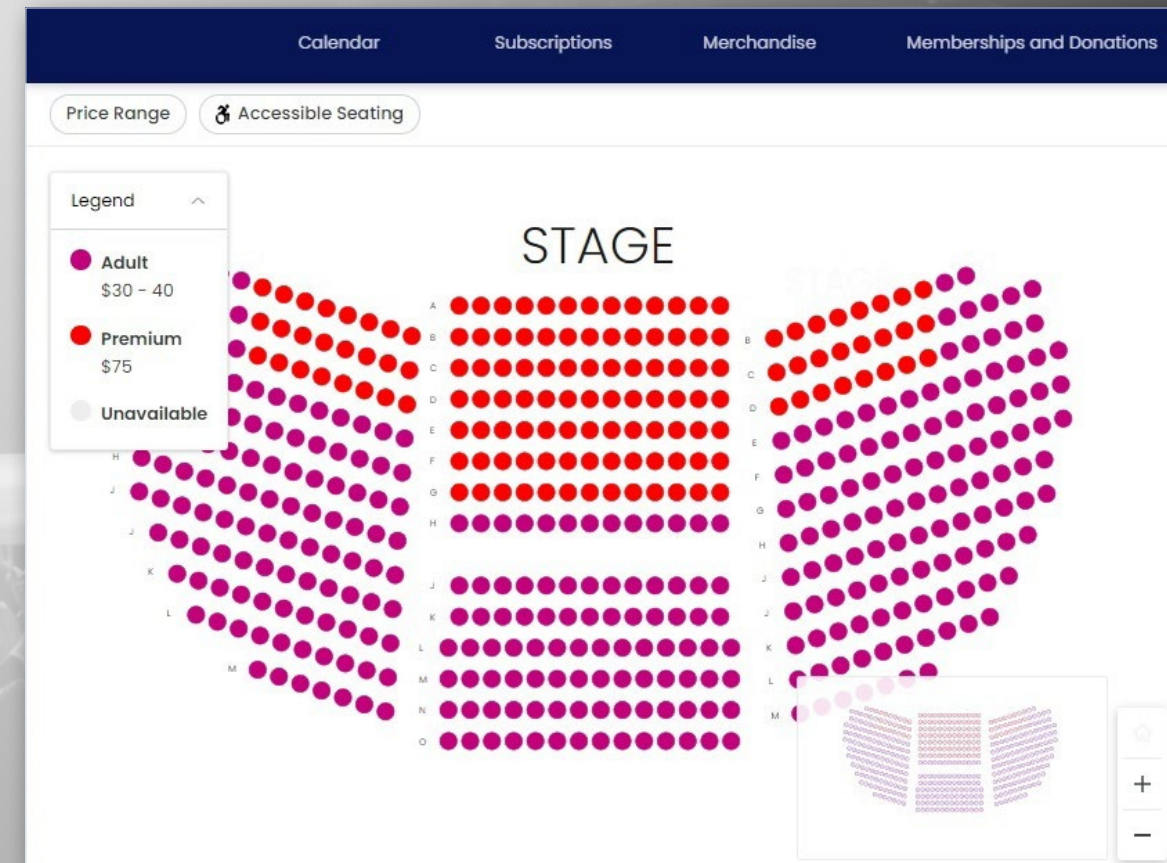 Calendar
Subscriptions
Merchandise
Memberships and Donations
Price Range
Accessible Seating
Legend
Adult
$30 - 40
Premium
$75
Unavailable
STAGE
H
J
J
K
L
M
A
B
C
D
E
F
G
H
J
K
L
M
N
O
B
C
D
E
F
G
H
J
J
K
L
M